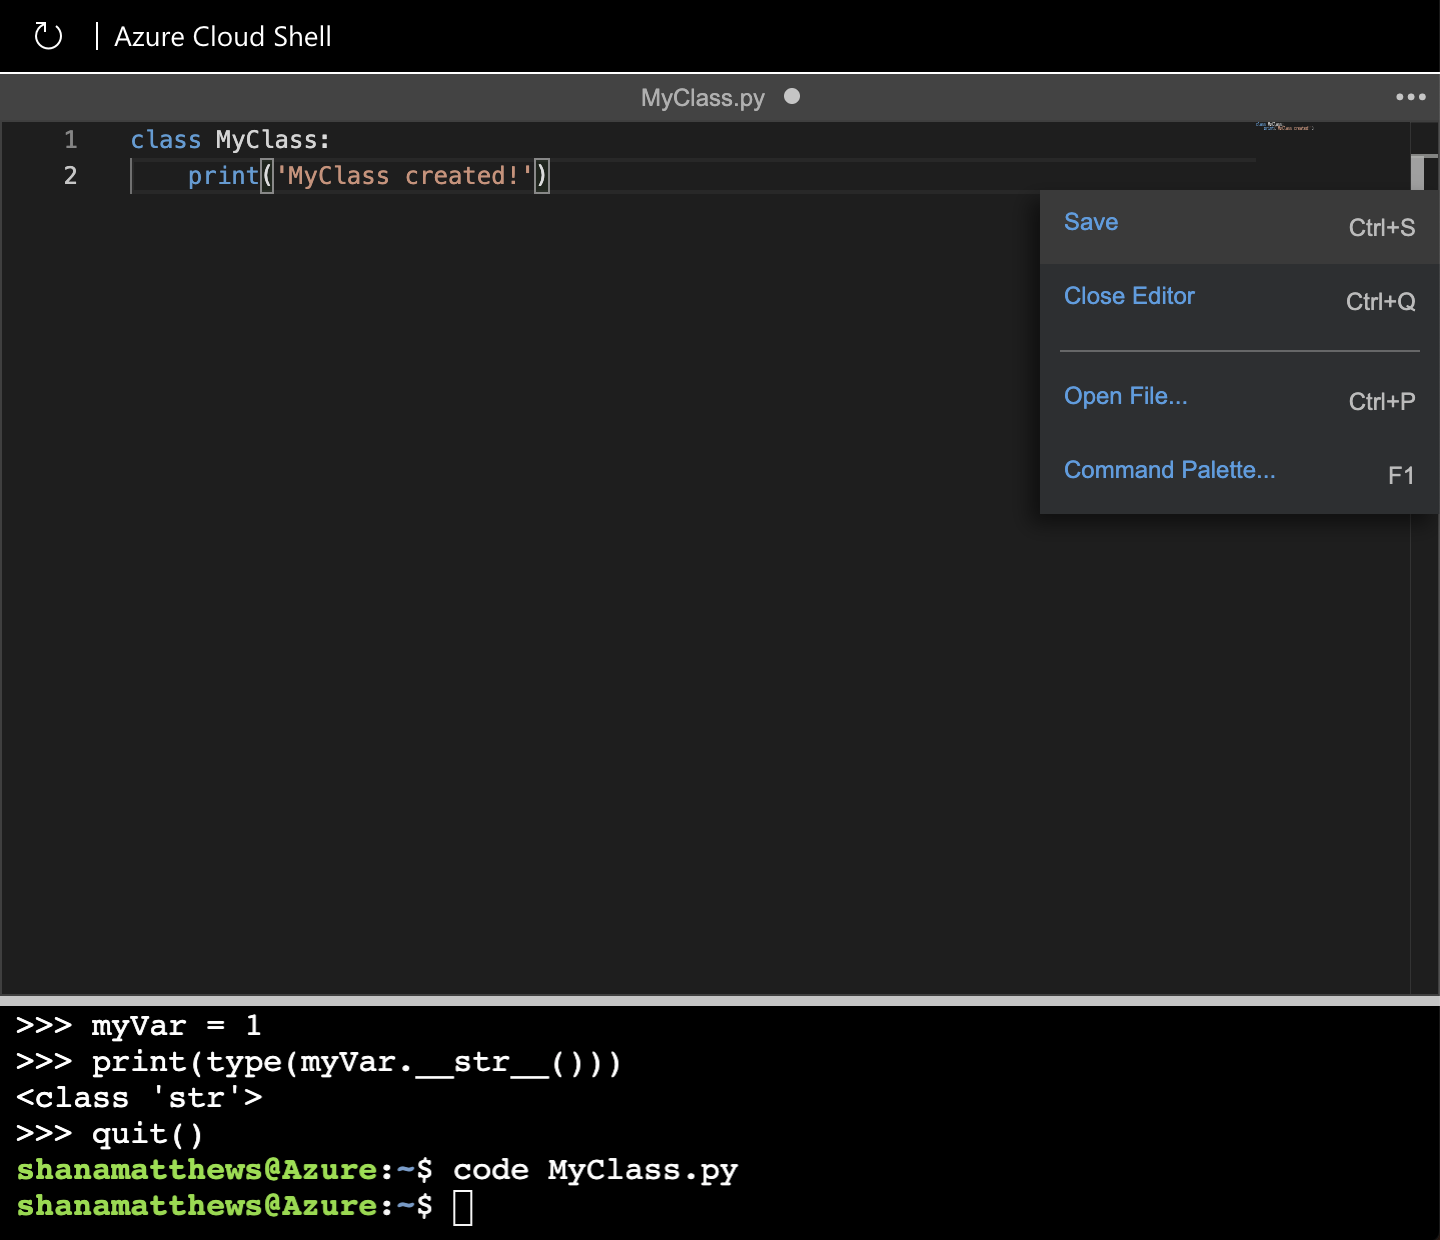 Azure Cloud Shell
MyClass.py
1 class MyClass:
2     print('MyClass created!')
Save Ctrl+S
Close Editor Ctrl+Q
Open File... Ctrl+P
Command Palette... F1
>>> myVar = 1
>>> print(type(myVar.__str__()))
<class 'str'>
>>> quit()
shanamatthews@Azure:~$ code MyClass.py
shanamatthews@Azure:~$